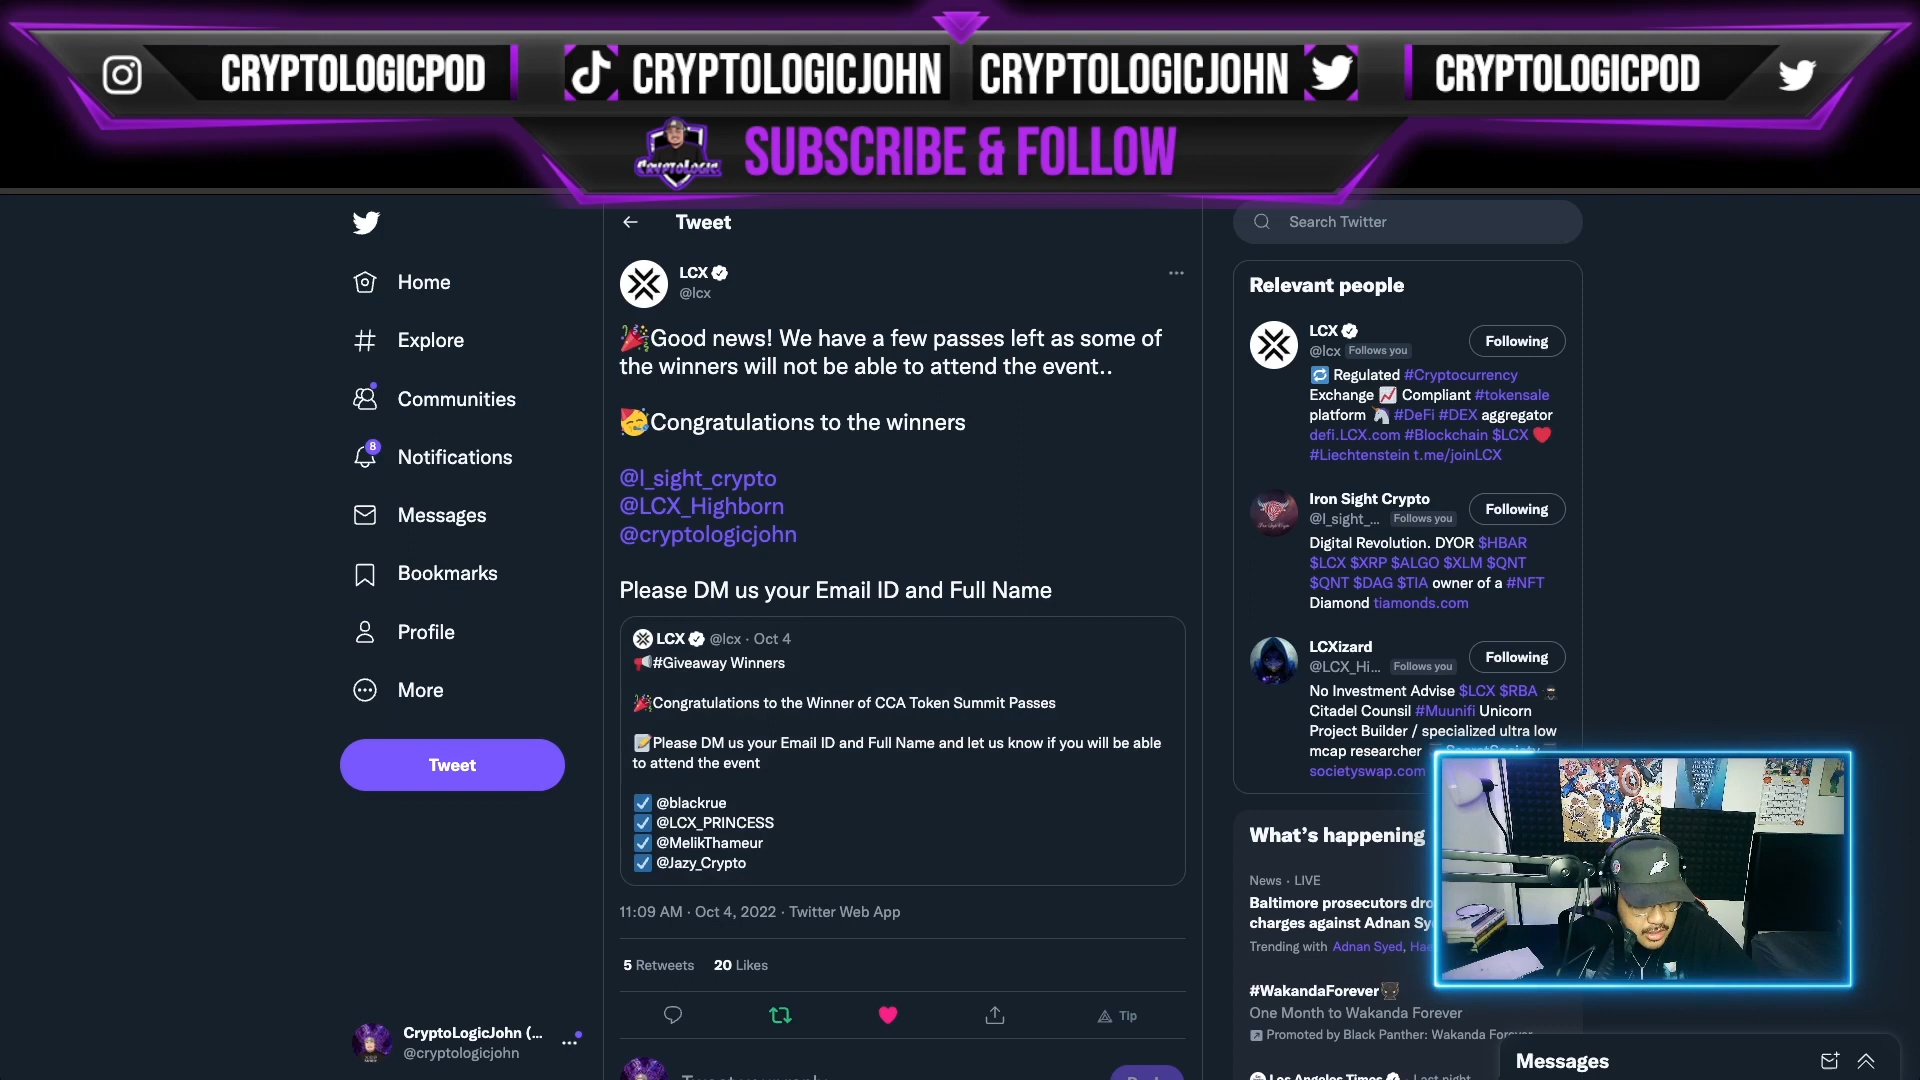 CRYPTOLOGICPOD
CRYPTOLOGICJOHN
CRYPTOLOGICJOHN
CRYPTOLOGICPOD
CRYPTOLOGIC
SUBSCRIBE & FOLLOW
Home
Explore
Communities
8
Notifications
Messages
Bookmarks
Profile
More
Tweet
CryptoLogicJohn (...
@cryptologicjohn
Tweet
LCX
@lcx
🎉Good news! We have a few passes left as some of
the winners will not be able to attend the event..
🥳Congratulations to the winners
@I_sight_crypto
@LCX_Highborn
@cryptologicjohn
Please DM us your Email ID and Full Name
LCX @lcx · Oct 4
📢#Giveaway Winners
🎉Congratulations to the Winner of CCA Token Summit Passes
📝Please DM us your Email ID and Full Name and let us know if you will be able
to attend the event
☑️ @blackrue
☑️ @LCX_PRINCESS
☑️ @MelikThameur
☑️ @Jazy_Crypto
11:09 AM · Oct 4, 2022 · Twitter Web App
5 Retweets 20 Likes
Tip
Search Twitter
Relevant people
LCX
@lcx Follows you
Following
🔁 Regulated #Cryptocurrency
Exchange 📈 Compliant #tokensale
platform 🦄 #DeFi #DEX aggregator
defi.LCX.com #Blockchain $LCX ❤️
#Liechtenstein t.me/joinLCX
Iron Sight Crypto
@I_sight_... Follows you
Following
Digital Revolution. DYOR $HBAR
$LCX $XRP $ALGO $XLM $QNT
$QNT $DAG $TIA owner of a #NFT
Diamond tiamonds.com
LCXizard
@LCX_Hi... Follows you
Following
No Investment Advise $LCX $RBA
Citadel Counsil #Muunifi Unicorn
Project Builder / specialized ultra low
mcap researcher
societyswap.com
What's happening
News · LIVE
Baltimore prosecutors
charges against Adnan
Trending with Adnan Syed,
#WakandaForever
One Month to Wakanda Forever
Promoted by Black Panther: Wakanda Forever
Los Angeles Times · Last night
Messages